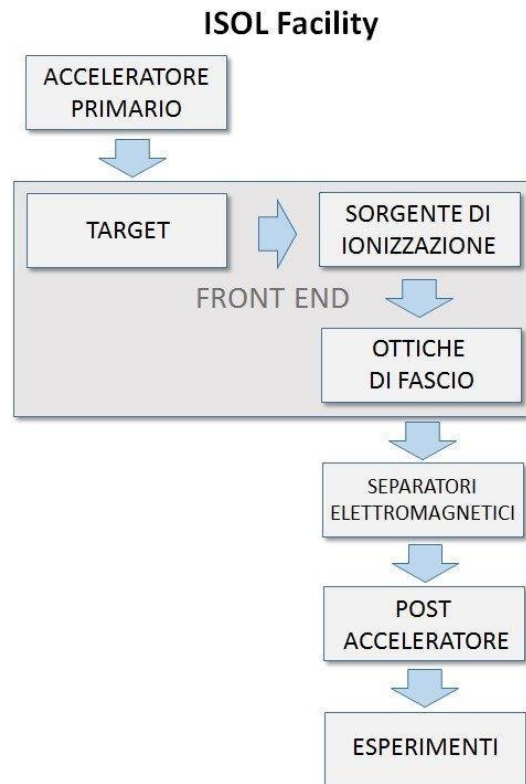 ISOL Facility
ACCELERATORE
PRIMARIO
TARGET
SORGENTE DI
IONIZZAZIONE
FRONT END
OTTICHE
DI FASCIO
SEPARATORI
ELETTROMAGNETICI
POST
ACCELERATORE
ESPERIMENTI